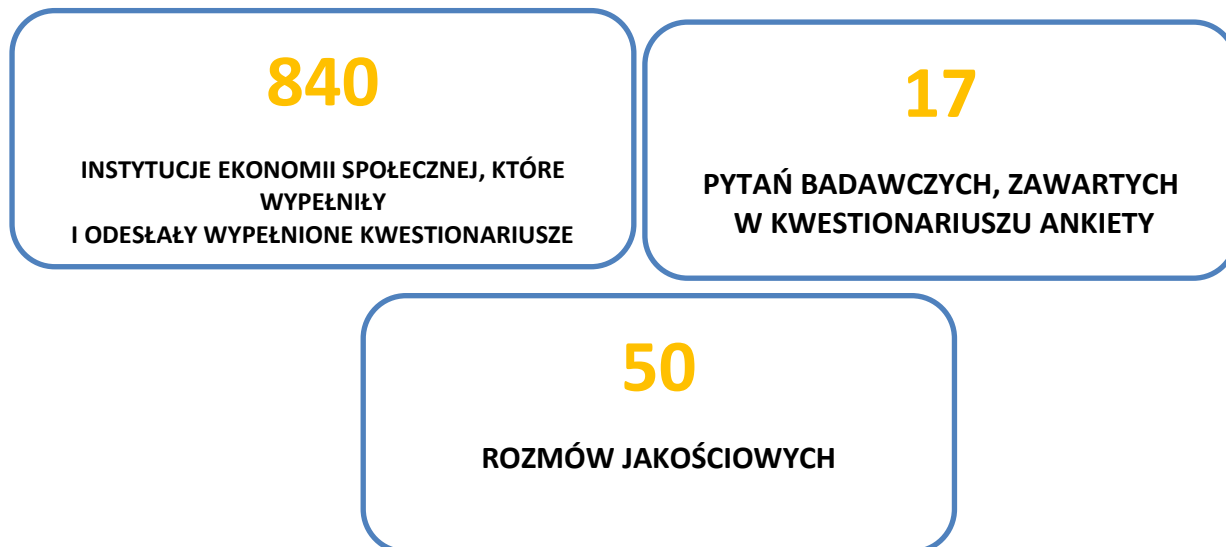 840
INSTYTUCJE EKONOMII SPOŁECZNEJ, KTÓRE
WYPEŁNIŁY
I ODESŁAŁY WYPEŁNIONE KWESTIONARIUSZE
17
PYTAŃ BADAWCZYCH, ZAWARTYCH
W KWESTIONARIUSZU ANKIETY
50
ROZMÓW JAKOŚCIOWYCH